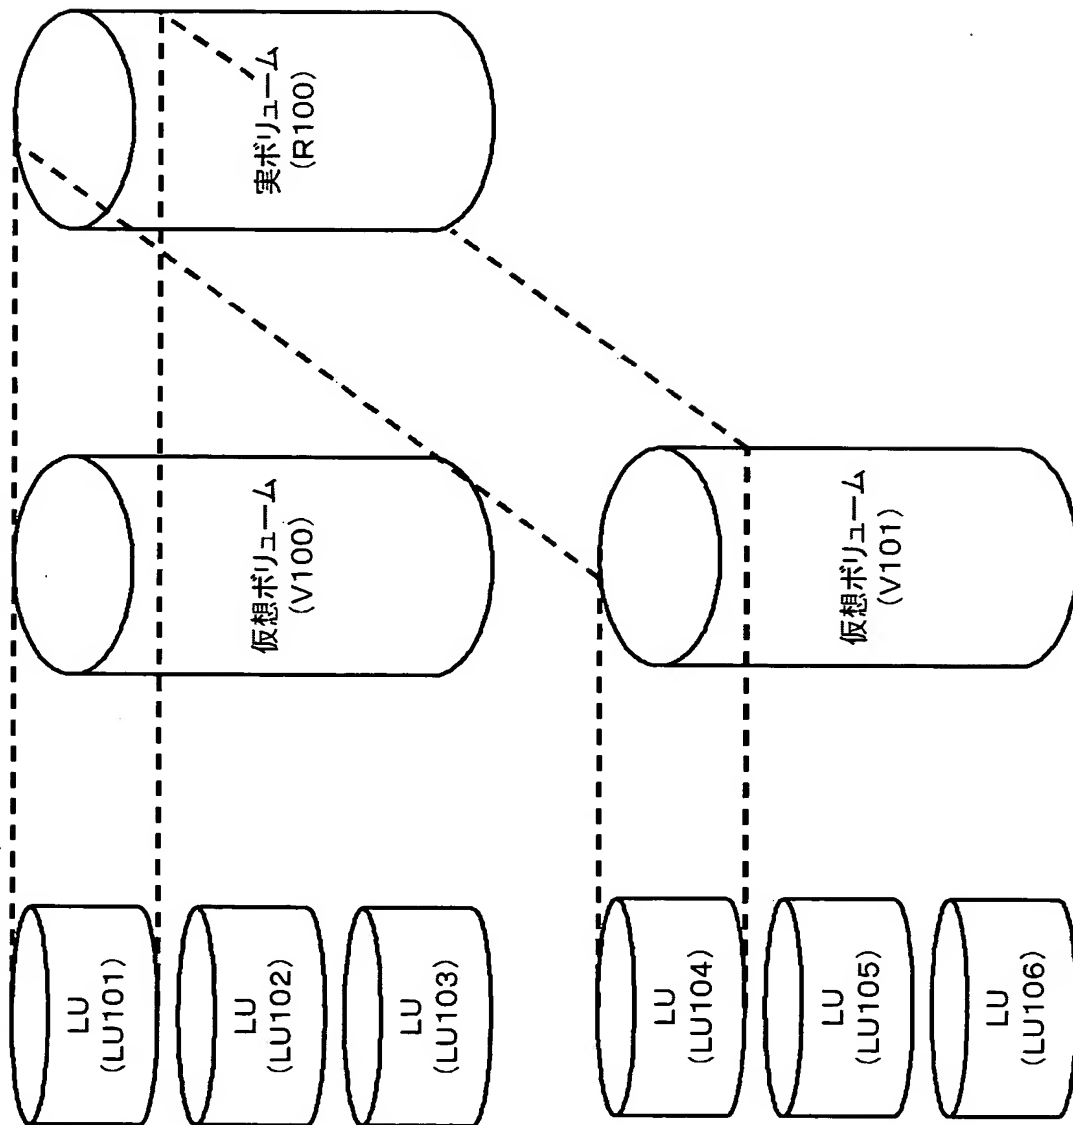 LU
(LU101)
LU
(LU102)
LU
(LU103)
LU
(LU104)
LU
(LU105)
LU
(LU106)
仮想ボリューム
(V100)
仮想ボリューム
(V101)
実ボリューム
(R100)